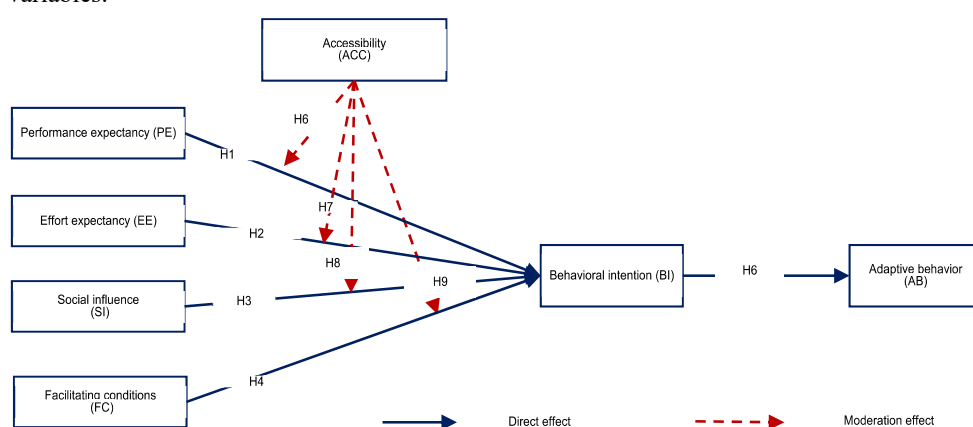 variables.
Accessibility
(ACC)
Performance expectancy (PE)
H6
H1
Effort expectancy (EE)
H7
H2
H8
Social influence
(SI)
H3
H9
Behavioral intention (BI)
H6
Adaptive behavior
(AB)
Facilitating conditions
(FC)
H4
Direct effect
Moderation effect